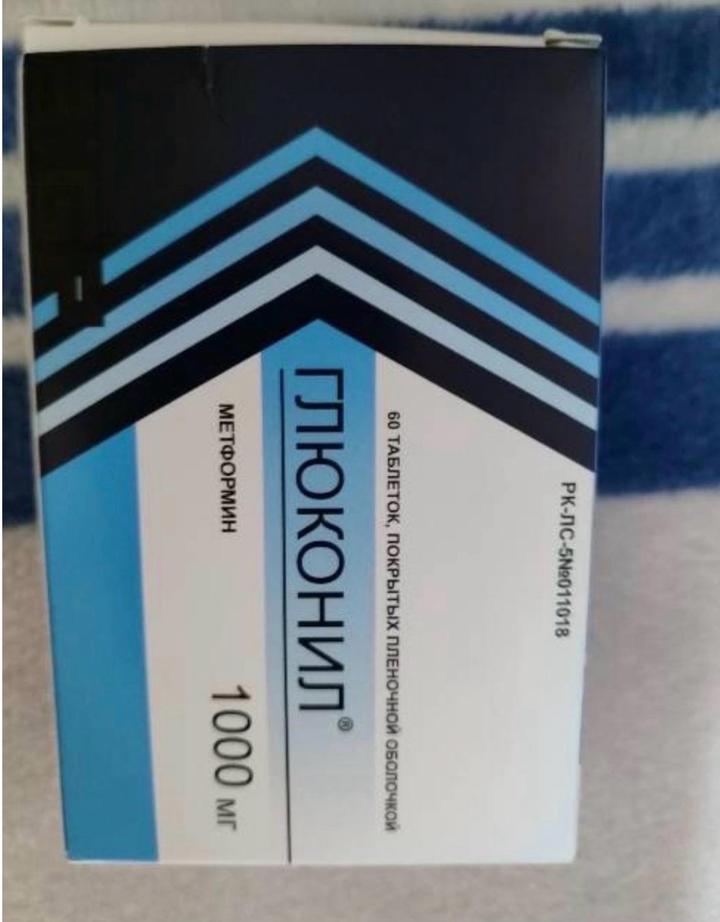 РК-ЛС-5№011018
60 ТАБЛЕТОК, ПОКРЫТЫХ ПЛЕНОЧНОЙ ОБОЛОЧКОЙ
ГЛЮКОНИЛ®
МЕТФОРМИН
1000 мг